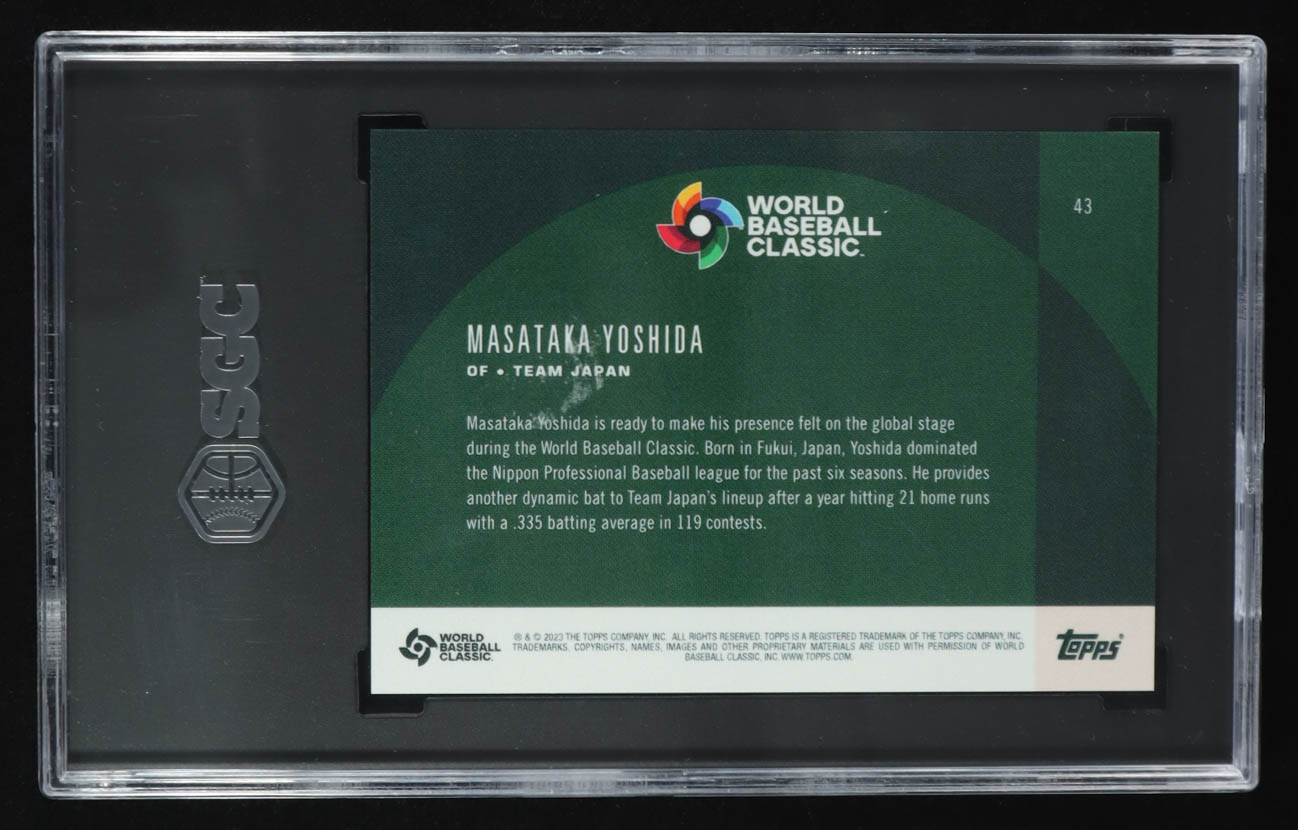 SGC
WORLD
BASEBALL
CLASSIC™
43
MASATAKA YOSHIDA
OF • TEAM JAPAN
Masataka Yoshida is ready to make his presence felt on the global stage
during the World Baseball Classic. Born in Fukui, Japan, Yoshida dominated
the Nippon Professional Baseball league for the past six seasons. He provides
another dynamic bat to Team Japan's lineup after a year hitting 21 home runs
with a .335 batting average in 119 contests.
WORLD
BASEBALL
CLASSIC.
® & © 2023 THE TOPPS COMPANY, INC. ALL RIGHTS RESERVED. TOPPS IS A REGISTERED TRADEMARK OF THE TOPPS COMPANY, INC.
TRADEMARKS, COPYRIGHTS, NAMES, IMAGES AND OTHER PROPRIETARY MATERIALS ARE USED WITH PERMISSION OF WORLD
BASEBALL CLASSIC, INC. WWW.TOPPS.COM.
topps®